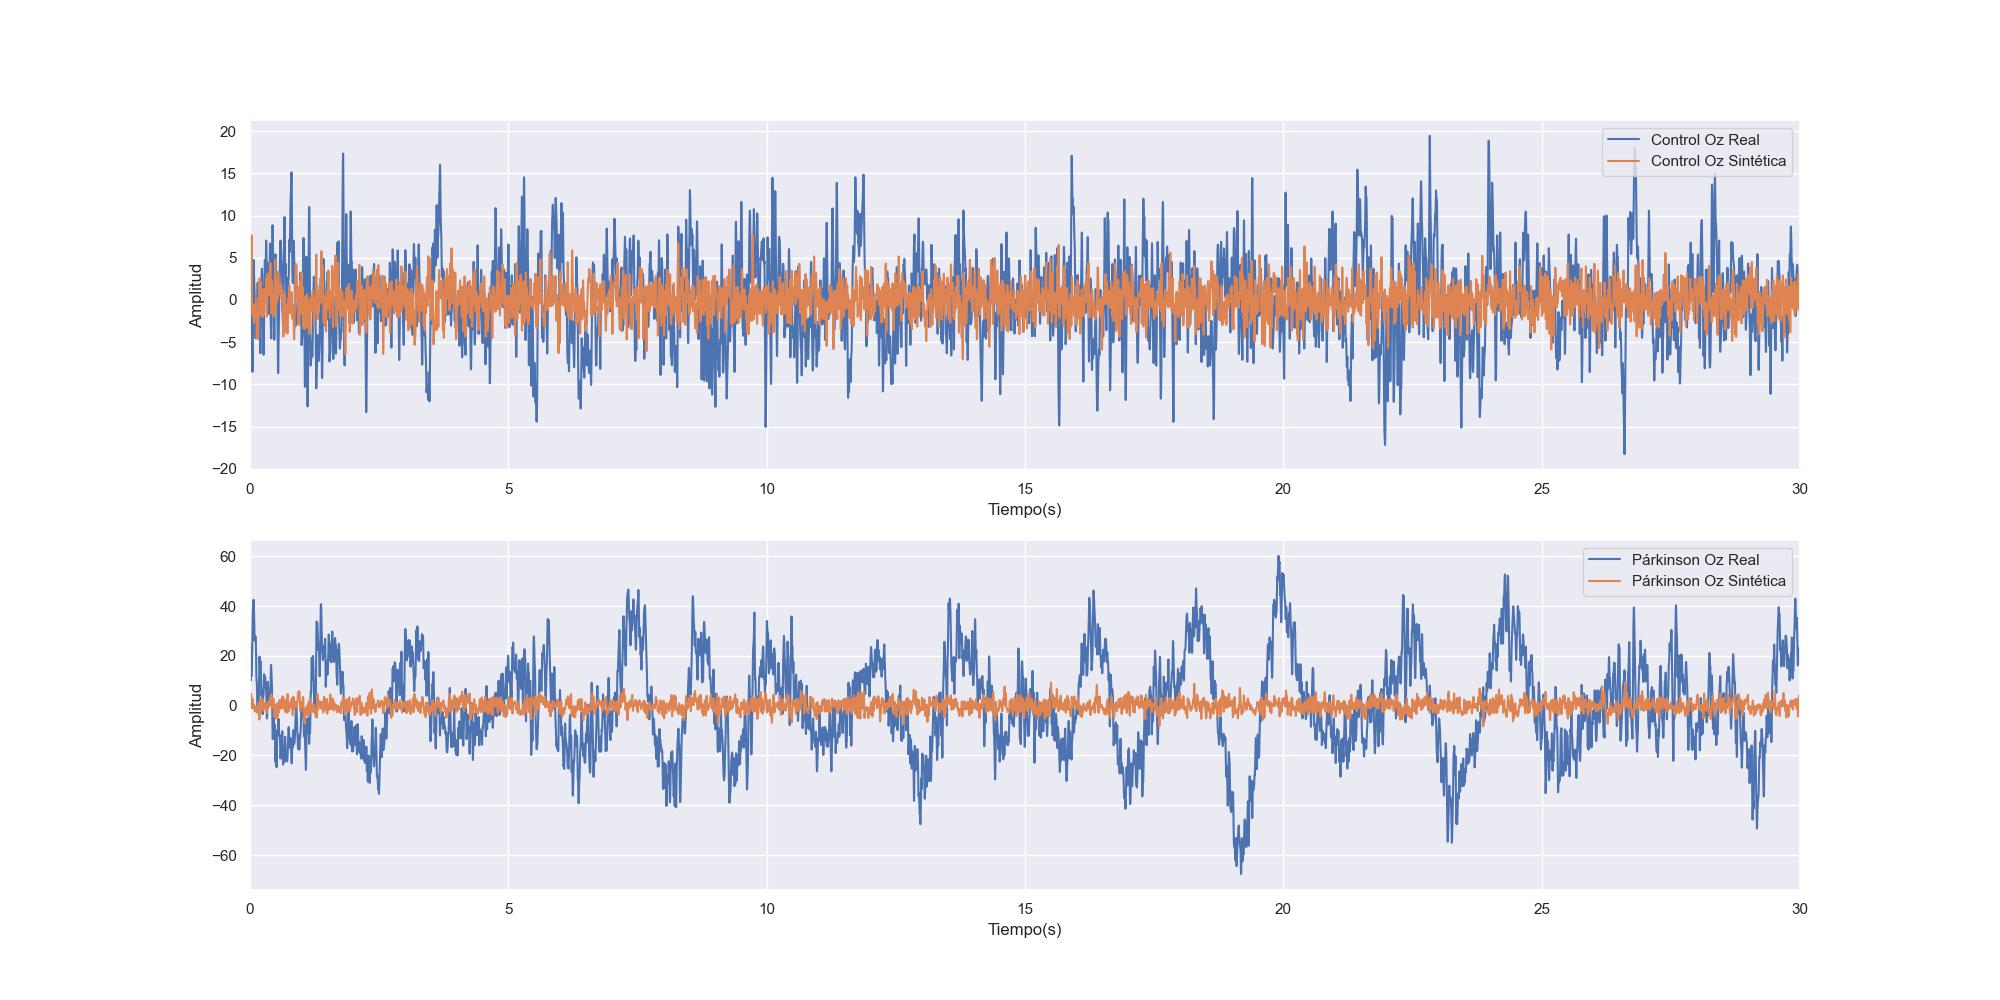 20
15
10
5
0
−5
−10
−15
−20
Amplitud
Control Oz Real
Control Oz Sintética
0 5 10 15 20 25 30
Tiempo(s)
60
40
20
0
−20
−40
−60
Amplitud
Párkinson Oz Real
Párkinson Oz Sintética
0 5 10 15 20 25 30
Tiempo(s)